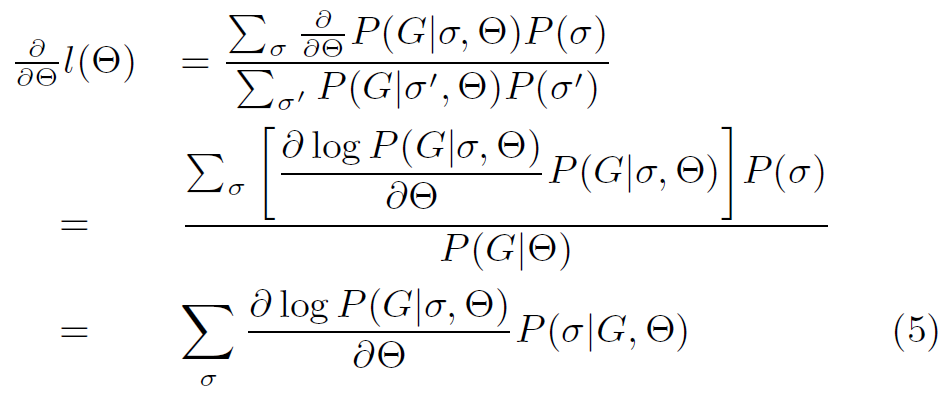 ∂/∂Θ l(Θ) = ∑_σ ∂/∂Θ P(G|σ, Θ)P(σ) / ∑_σ′ P(G|σ′, Θ)P(σ′)
= ∑_σ [ ∂ log P(G|σ, Θ) / ∂Θ P(G|σ, Θ) ] P(σ) / P(G|Θ)
= ∑_σ ∂ log P(G|σ, Θ) / ∂Θ P(σ|G, Θ) (5)